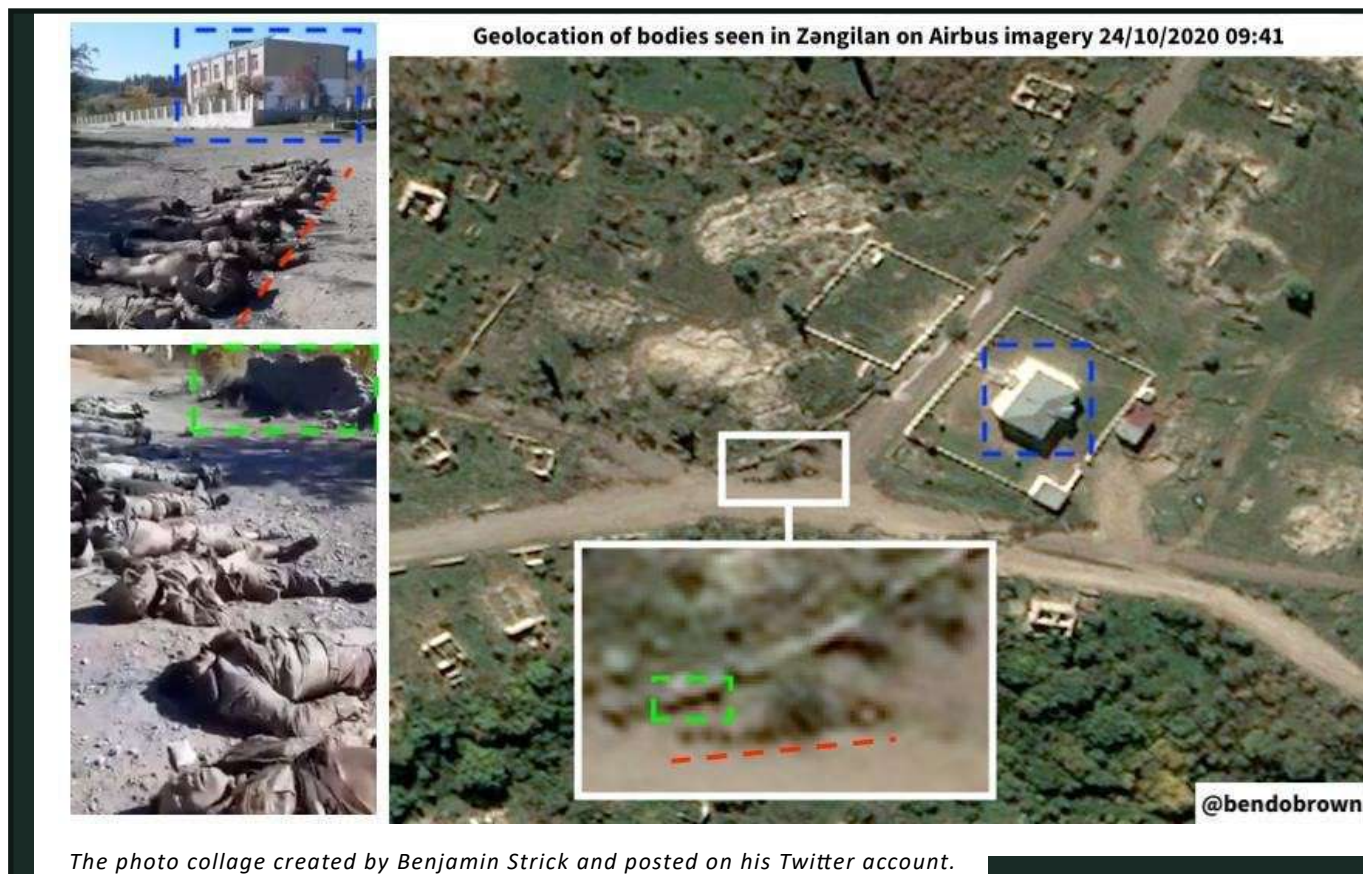 Geolocation of bodies seen in Zəngilan on Airbus imagery 24/10/2020 09:41
@bendobrown
The photo collage created by Benjamin Strick and posted on his Twitter account.